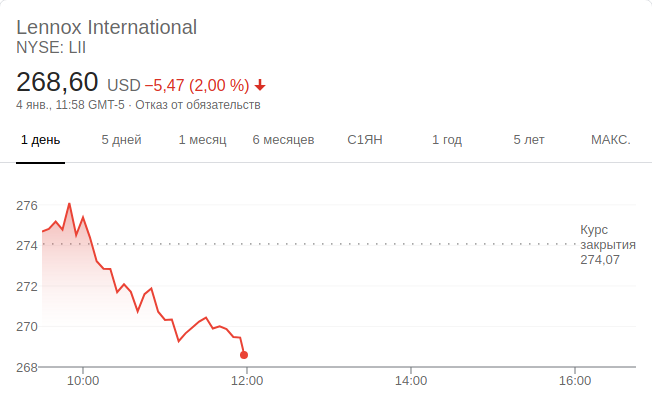 Lennox International
NYSE: LII
268,60 USD −5,47 (2,00 %)
4 янв., 11:58 GMT-5 · Отказ от обязательств
1 день 5 дней 1 месяц 6 месяцев С1ЯН 1 год 5 лет МАКС.
276
Курс
274 закрытия
274,07
272
270
268
10:00 12:00 14:00 16:00